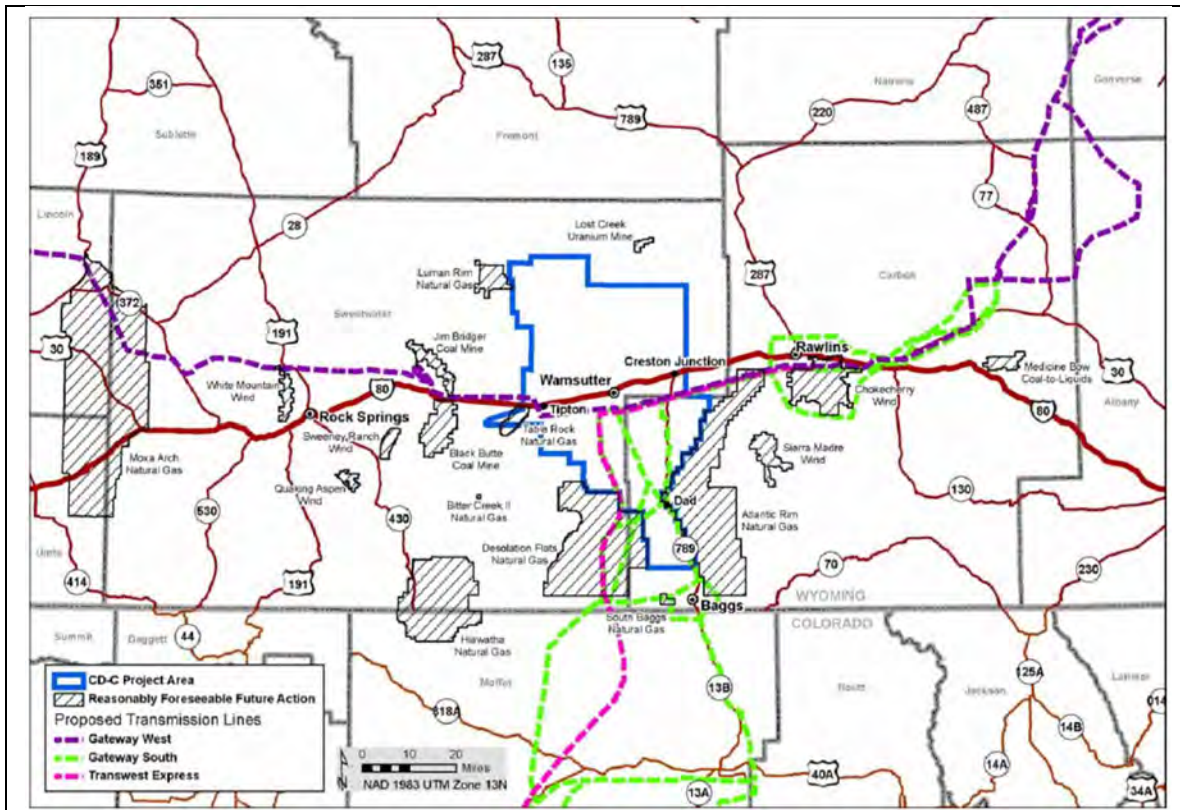 287
135
351
Natrona
Converse
Sublette
Fremont
789
220
487
189
Lincoln
28
77
Lost Creek
Uranium Mine
Luman Rim
Natural Gas
287
Carbon
372
Sweetwater
191
Jim Bridger
Coal Mine
30
Rawlins
Creston Junction
Medicine Bow
Coal-to-Liquids
30
White Mountain
Wind
80
Wamsutter
Chokecherry
Wind
Albany
Rock Springs
Tipton
80
Sweeney Ranch
Wind
Table Rock
Natural Gas
Moxa Arch
Natural Gas
Black Butte
Coal Mine
Sierra Madre
Wind
Quaking Aspen
Wind
Bitter Creek II
Natural Gas
Dad
130
530
430
Atlantic Rim
Natural Gas
Desolation Flats
Natural Gas
789
Uinta
414
191
70
230
Baggs
WYOMING
COLORADO
South Baggs
Natural Gas
Summit
Daggett
44
Hiawatha
Natural Gas
Moffat
13B
Routt
Jackson
125A
Larimer
318A
14B
014
14A
40A
13A
34A
CD-C Project Area
Reasonably Foreseeable Future Action
Proposed Transmission Lines
Gateway West
Gateway South
Transwest Express
0 10 20
Miles
NAD 1983 UTM Zone 13N